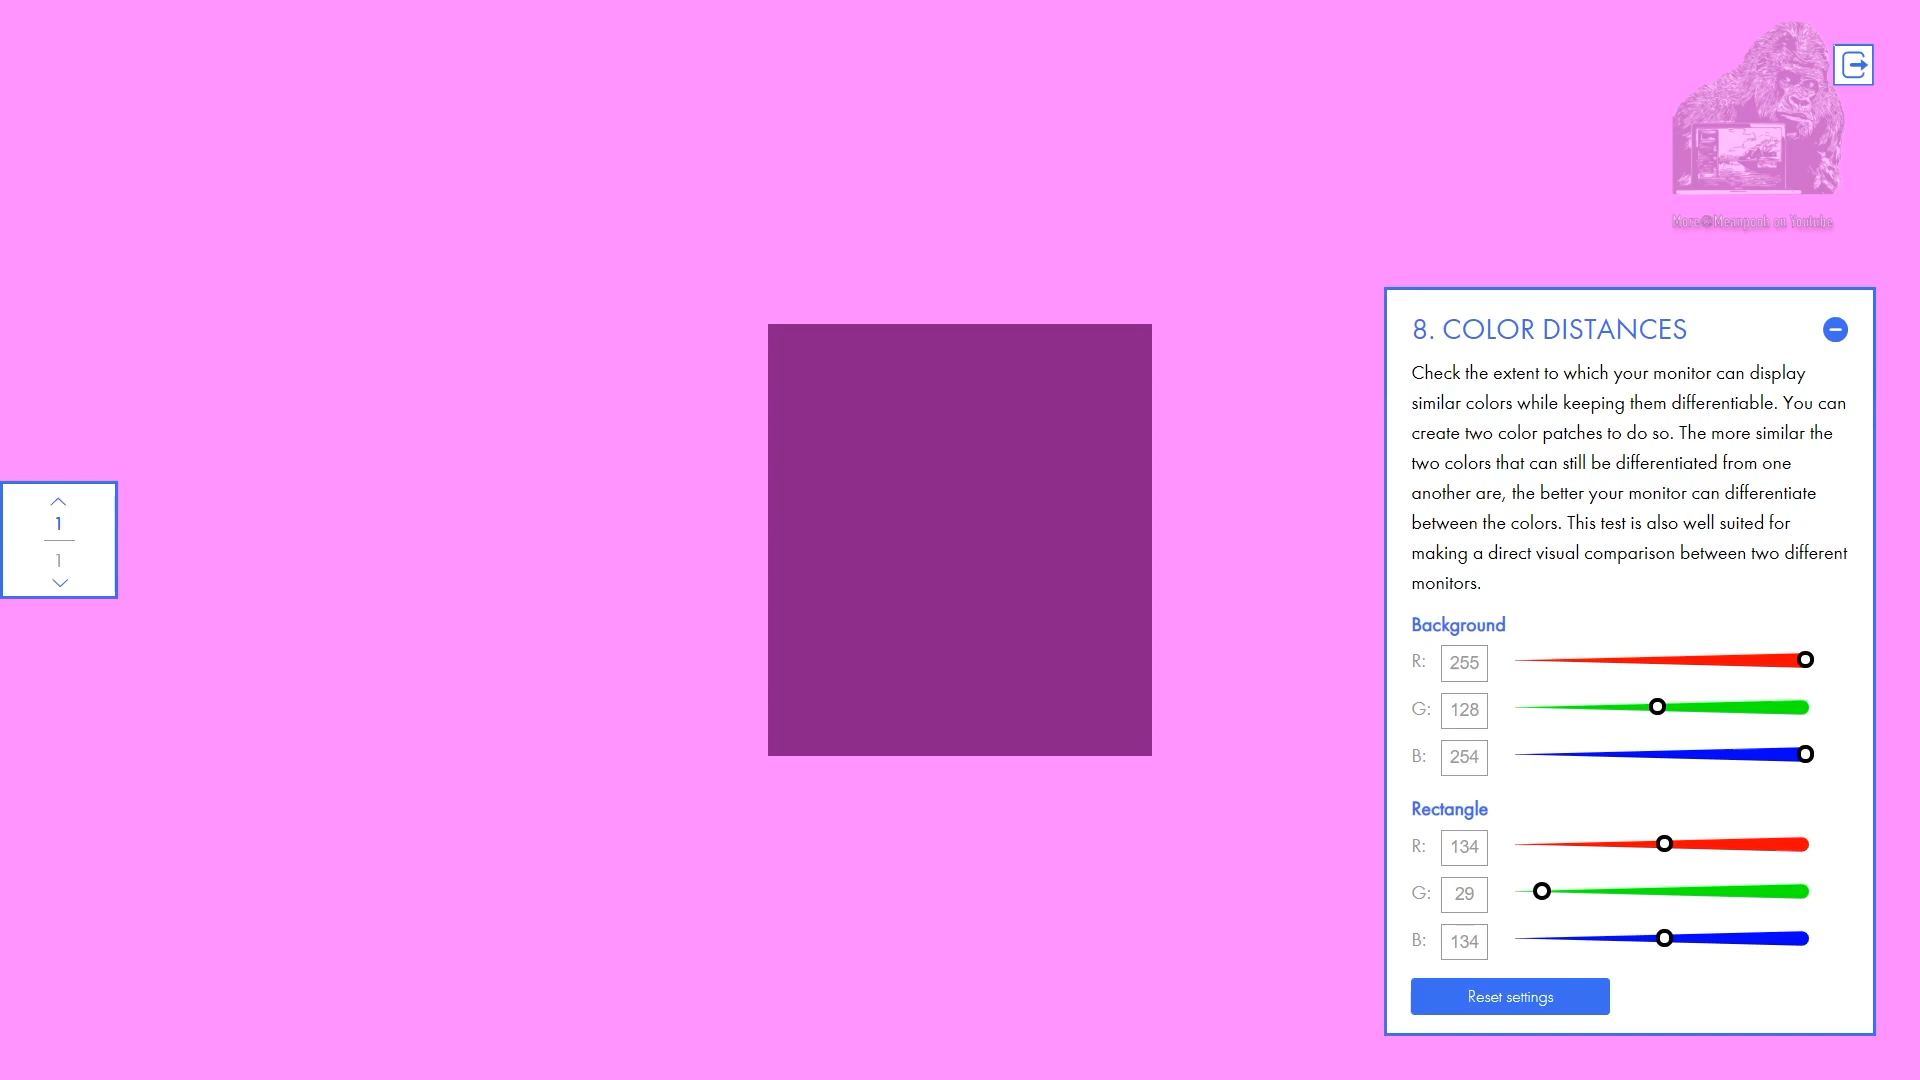 More@Meanpooh on Youtube
8. COLOR DISTANCES
Check the extent to which your monitor can display
similar colors while keeping them differentiable. You can
create two color patches to do so. The more similar the
two colors that can still be differentiated from one
another are, the better your monitor can differentiate
between the colors. This test is also well suited for
making a direct visual comparison between two different
monitors.
1
1
Background
R: 255
G: 128
B: 254
Rectangle
R: 134
G: 29
B: 134
Reset settings